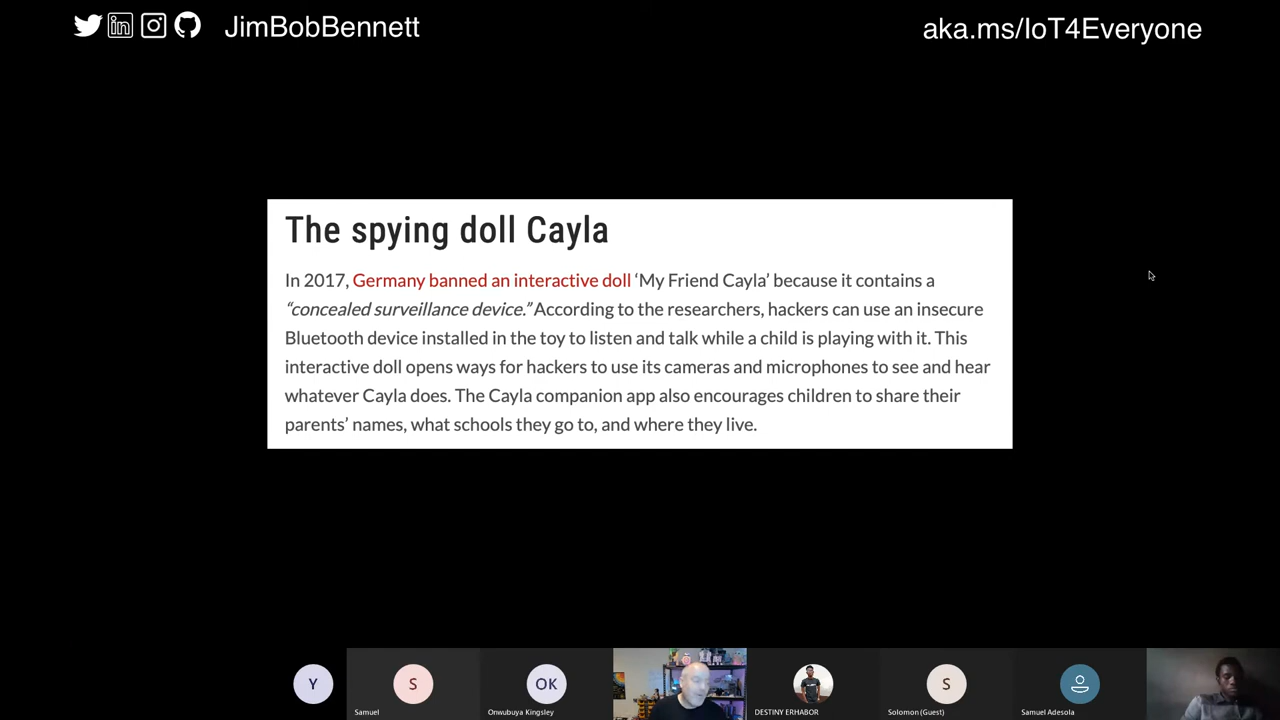 JimBobBennett
aka.ms/IoT4Everyone
The spying doll Cayla
In 2017, Germany banned an interactive doll ‘My Friend Cayla’ because it contains a
“concealed surveillance device.” According to the researchers, hackers can use an insecure
Bluetooth device installed in the toy to listen and talk while a child is playing with it. This
interactive doll opens ways for hackers to use its cameras and microphones to see and hear
whatever Cayla does. The Cayla companion app also encourages children to share their
parents’ names, what schools they go to, and where they live.
Y
S
OK
S
Samuel
Onwubuya Kingsley
DESTINY ERHABOR
Solomon (Guest)
Samuel Adesola